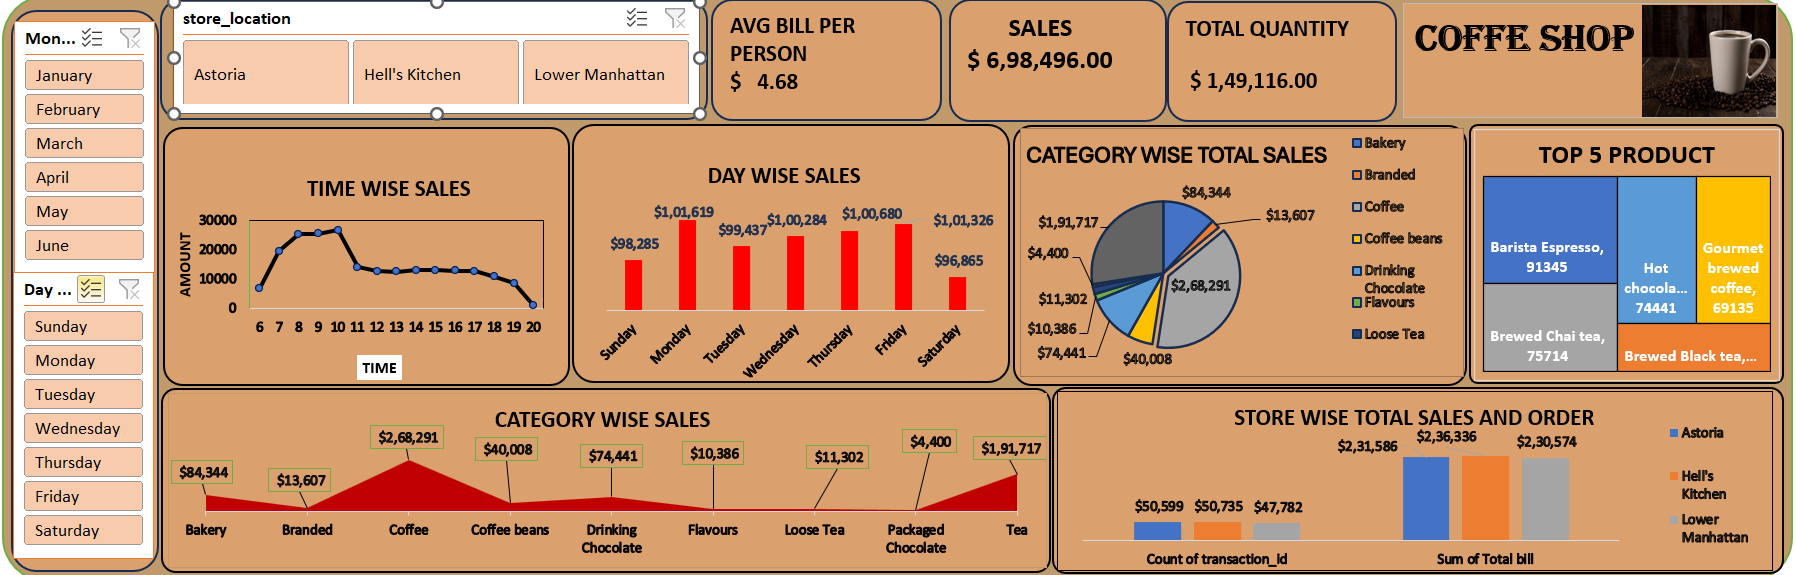 Mon...
January
February
March
April
May
June
Day ...
Sunday
Monday
Tuesday
Wednesday
Thursday
Friday
Saturday
store_location
Astoria
Hell's Kitchen
Lower Manhattan
AVG BILL PER
PERSON
$ 4.68
SALES
$ 6,98,496.00
TOTAL QUANTITY
$ 1,49,116.00
COFFE SHOP
TIME WISE SALES
AMOUNT
30000
20000
10000
0
6 7 8 9 10 11 12 13 14 15 16 17 18 19 20
TIME
DAY WISE SALES
$98,285
$1,01,619
$99,437
$1,00,284
$1,00,680
$1,01,326
$96,865
Sunday
Monday
Tuesday
Wednesday
Thursday
Friday
Saturday
CATEGORY WISE TOTAL SALES
$84,344
$13,607
$2,68,291
$40,008
$74,441
$10,386
$11,302
$4,400
$1,91,717
Bakery
Branded
Coffee
Coffee beans
Drinking
Chocolate
Flavours
Loose Tea
TOP 5 PRODUCT
Barista Espresso,
91345
Brewed Chai tea,
75714
Hot
chocola...
74441
Gourmet
brewed
coffee,
69135
Brewed Black tea,...
CATEGORY WISE SALES
$84,344
$13,607
$2,68,291
$40,008
$74,441
$10,386
$11,302
$4,400
$1,91,717
Bakery
Branded
Coffee
Coffee beans
Drinking
Chocolate
Flavours
Loose Tea
Packaged
Chocolate
Tea
STORE WISE TOTAL SALES AND ORDER
$50,599
$50,735
$47,782
$2,31,586
$2,36,336
$2,30,574
Count of transaction_id
Sum of Total bill
Astoria
Hell's
Kitchen
Lower
Manhattan